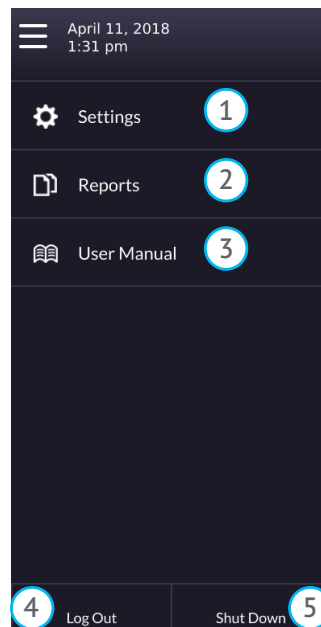 April 11, 2018
1:31 pm
Settings 1
Reports 2
User Manual 3
4 Log Out Shut Down 5